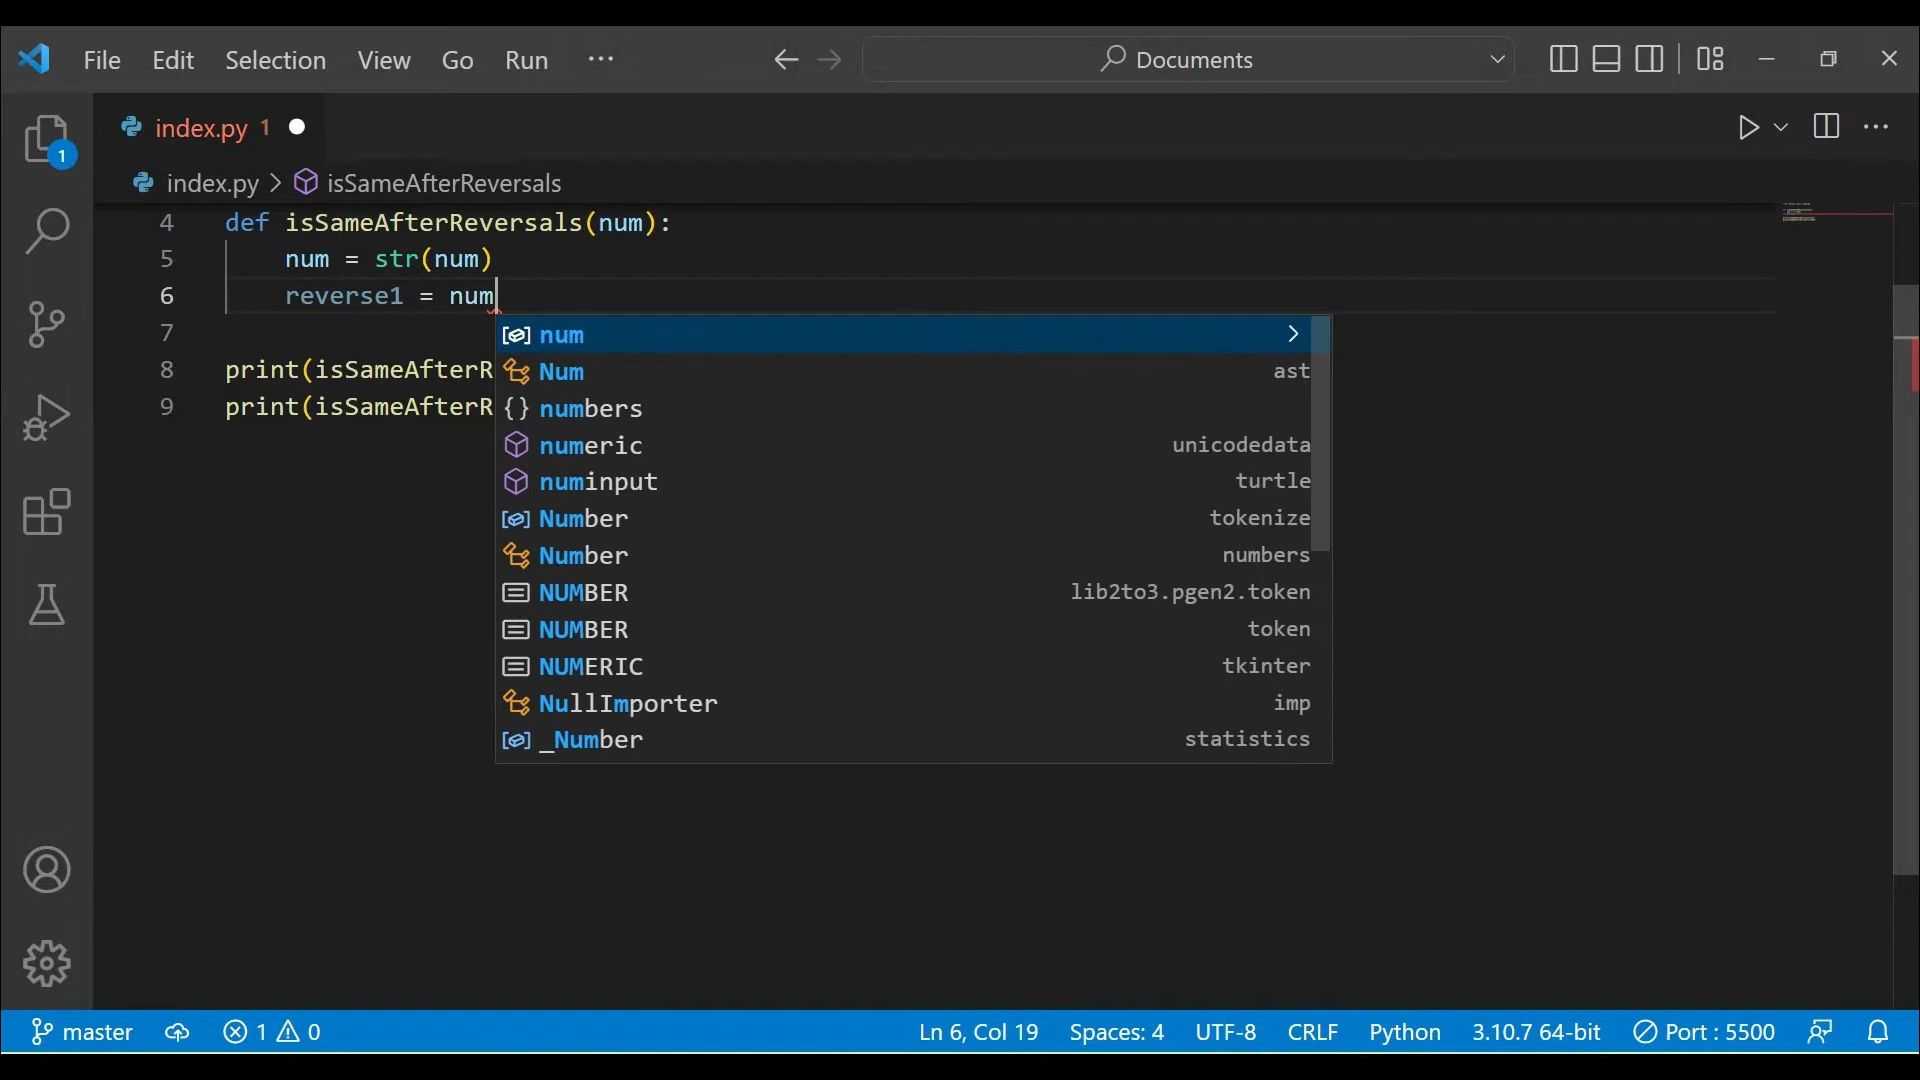 File Edit Selection View Go Run ··· Documents
1
index.py 1
index.py > isSameAfterReversals
4 def isSameAfterReversals(num):
5 num = str(num)
6 reverse1 = num
7
8 print(isSameAfterR
9 print(isSameAfterR
num
Num ast
numbers
numeric unicodedata
numinput turtle
Number tokenize
Number numbers
NUMBER lib2to3.pgen2.token
NUMBER token
NUMERIC tkinter
NullImporter imp
_Number statistics
master 1 0 Ln 6, Col 19 Spaces: 4 UTF-8 CRLF Python 3.10.7 64-bit Port : 5500